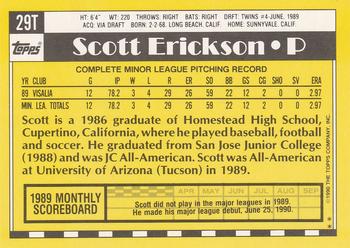 29T
HT: 6'4" WT: 220 THROWS: RIGHT BATS: RIGHT DRFT: TWINS #4-JUNE, 1989
ACQ: VIA DRAFT BORN: 2-2-68, LONG BEACH, CALIF. HOME: SUNNYVALE, CALIF.
Topps
Scott Erickson • P
COMPLETE MINOR LEAGUE PITCHING RECORD
YR CLUB G IP W L R ER SO BB GS CG SHO SV ERA
89 VISALIA 12 78.2 3 4 29 26 59 22 12 2 0 0 2.97
MIN. LEA. TOTALS 12 78.2 3 4 29 26 59 22 12 2 0 0 2.97
Scott is a 1986 graduate of Homestead High School,
Cupertino, California, where he played baseball, football
and soccer. He graduated from San Jose Junior College
(1988) and was JC All-American. Scott was All-American
at University of Arizona (Tucson) in 1989.
1989 MONTHLY
SCOREBOARD
APR MAY JUN JUL AUG SEP
Scott did not play in the major leagues in 1989.
He made his major league debut, June 25, 1990.
©1990 THE TOPPS COMPANY, INC.